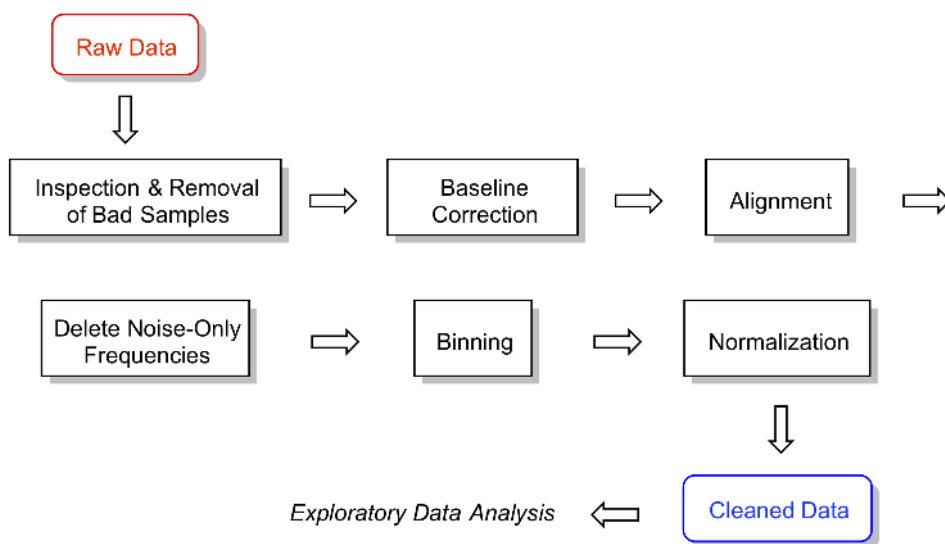 Raw Data
Inspection & Removal
of Bad Samples
Baseline
Correction
Alignment
Delete Noise-Only
Frequencies
Binning
Normalization
Cleaned Data
Exploratory Data Analysis